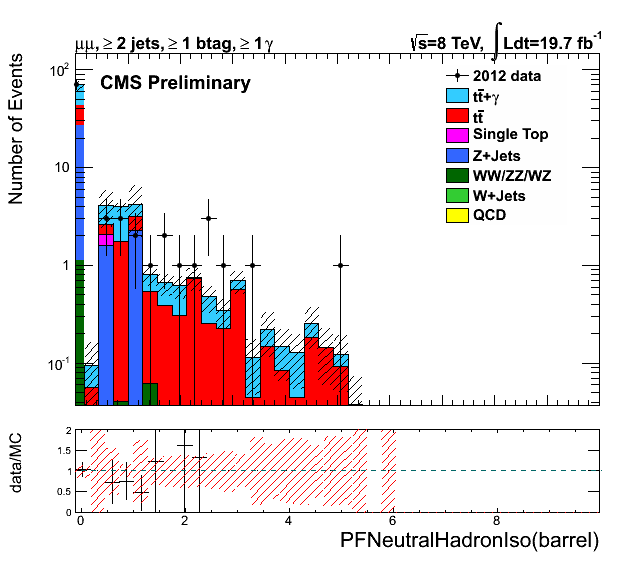 μμ, ≥ 2 jets, ≥ 1 btag, ≥ 1 γ
√s=8 TeV, ∫Ldt=19.7 fb⁻¹
CMS Preliminary
2012 data
tt̄+γ
tt̄
Single Top
Z+Jets
WW/ZZ/WZ
W+Jets
QCD
Number of Events
10²
10
1
10⁻¹
data/MC
2
1.5
1
0.5
0
0 2 4 6 8
PFNeutralHadronIso(barrel)